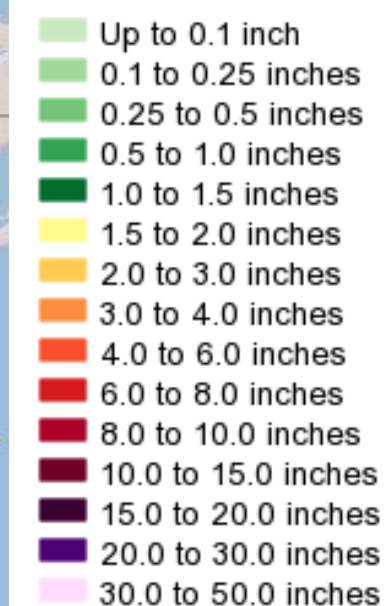 Up to 0.1 inch
0.1 to 0.25 inches
0.25 to 0.5 inches
0.5 to 1.0 inches
1.0 to 1.5 inches
1.5 to 2.0 inches
2.0 to 3.0 inches
3.0 to 4.0 inches
4.0 to 6.0 inches
6.0 to 8.0 inches
8.0 to 10.0 inches
10.0 to 15.0 inches
15.0 to 20.0 inches
20.0 to 30.0 inches
30.0 to 50.0 inches